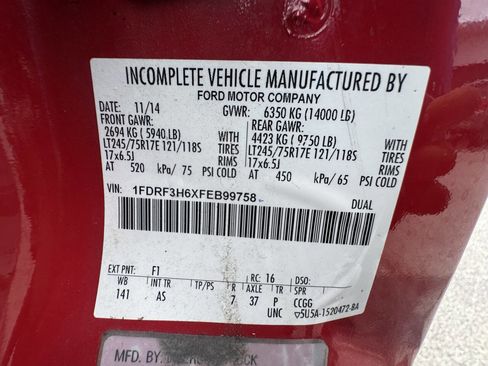 INCOMPLETE VEHICLE MANUFACTURED BY
FORD MOTOR COMPANY
DATE: 11/14 GVWR: 6350 KG (14000 LB)
FRONT GAWR: REAR GAWR:
2694 KG ( 5940 LB) WITH 4423 KG ( 9750 LB) WITH
LT245/75R17E 121/118S TIRES LT245/75R17E 121/118S TIRES
17x6.5J RIMS 17x6.5J RIMS
AT 520 kPa/ 75 PSI COLD AT 450 kPa/ 65 PSI COLD
VIN: 1FDRF3H6XFEB99758 DUAL
EXT PNT: F1 RC: 16 DSO:
WB INT TR TP/PS R AXLE TR SPR
141 AS 7 37 P CCGG
UNC ▽5U5A-1520472-BA
MFD. BY: